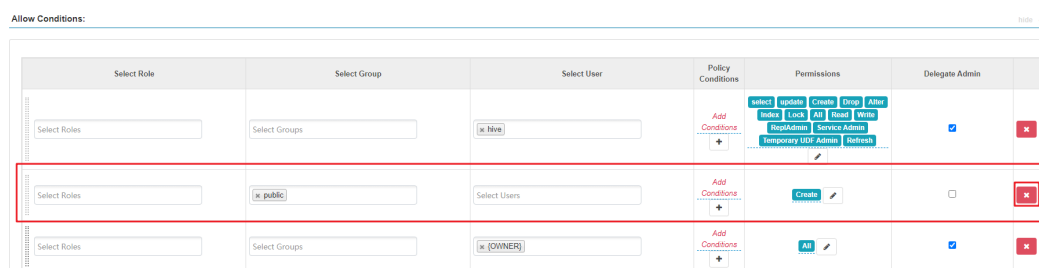 Allow Conditions:
hide
Select Role Select Group Select User Policy Conditions Permissions Delegate Admin
Select Roles Select Groups × hive Add Conditions +
select update Create Drop Alter
Index Lock All Read Write
ReplAdmin Service Admin
Temporary UDF Admin Refresh
Select Roles × public Select Users Add Conditions + Create
Select Roles Select Groups × {OWNER} Add Conditions + All